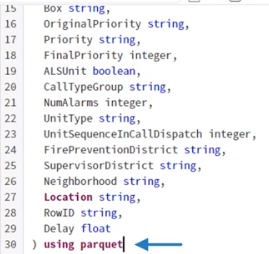 15 Box string,
16 OriginalPriority string,
17 Priority string,
18 FinalPriority integer,
19 ALSUnit boolean,
20 CallTypeGroup string,
21 NumAlarms integer,
22 UnitType string,
23 UnitSequenceInCallDispatch integer,
24 FirePreventionDistrict string,
25 SupervisorDistrict string,
26 Neighborhood string,
27 Location string,
28 RowID string,
29 Delay float
30 ) using parquet